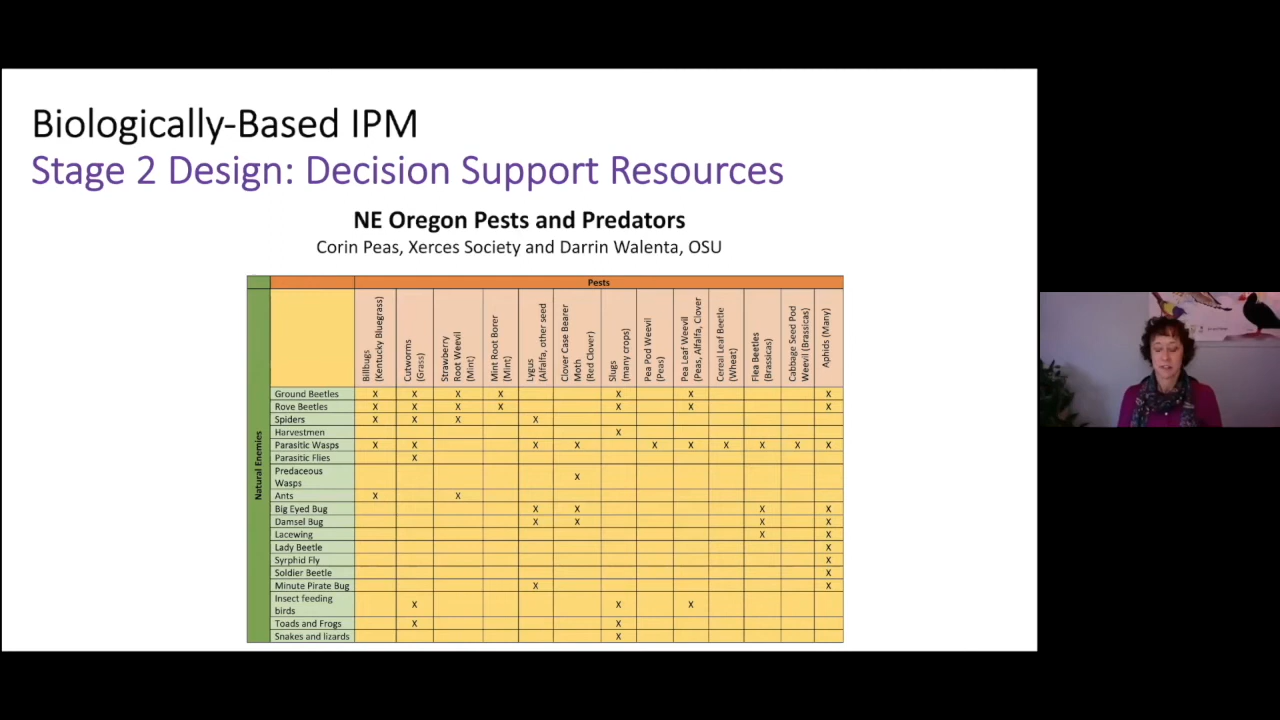 Biologically-Based IPM
Stage 2 Design: Decision Support Resources
NE Oregon Pests and Predators
Corin Peas, Xerces Society and Darrin Walenta, OSU
Pests
Billbugs
(Kentucky Bluegrass)
Cutworms
(Grass)
Strawberry
Root Weevil
(Mint)
Mint Root Borer
(Mint)
Lygus
(Alfalfa, other seed
Clover Case Bearer
Moth
(Red Clover)
Slugs
(many crops)
Pea Pod Weevil
(Peas)
Pea Leaf Weevil
(Peas, Alfalfa, Clover
Cereal Leaf Beetle
(Wheat)
Flea Beetles
(Brassicas)
Cabbage Seed Pod
Weevil (Brassicas)
Aphids (Many)
Natural Enemies
Ground Beetles X X X X X X X
Rove Beetles X X X X X X X
Spiders X X X X
Harvestmen X
Parasitic Wasps X X X X X X X X X X
Parasitic Flies X
Predaceous
Wasps X
Ants X X
Big Eyed Bug X X X X
Damsel Bug X X X X
Lacewing X X
Lady Beetle X
Syrphid Fly X
Soldier Beetle X
Minute Pirate Bug X X
Insect feeding
birds X X X
Toads and Frogs X X
Snakes and lizards X